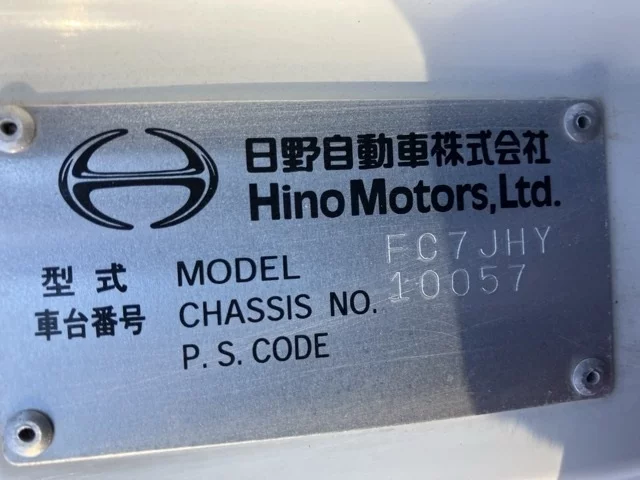 日野自動車株式会社
Hino Motors, Ltd.
型式 MODEL FC7JHY
車台番号 CHASSIS NO. 10057
P. S. CODE